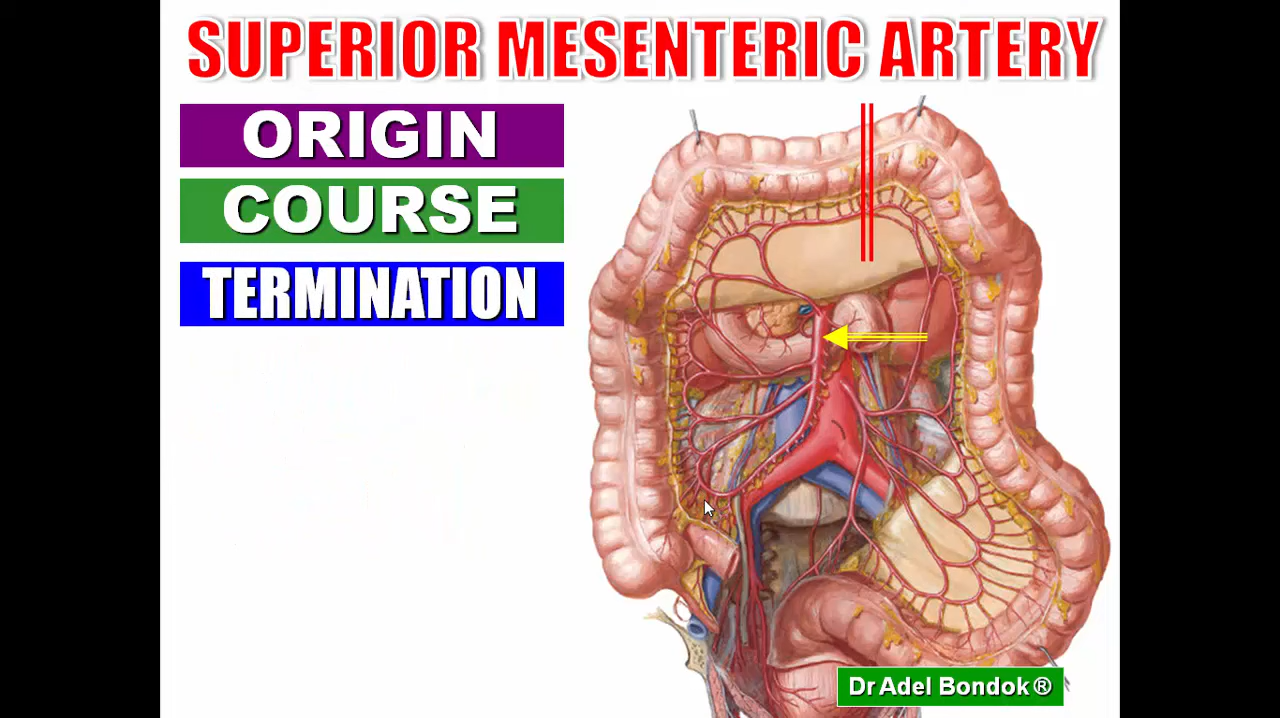 SUPERIOR MESENTERIC ARTERY
ORIGIN
COURSE
TERMINATION
Dr Adel Bondok ®